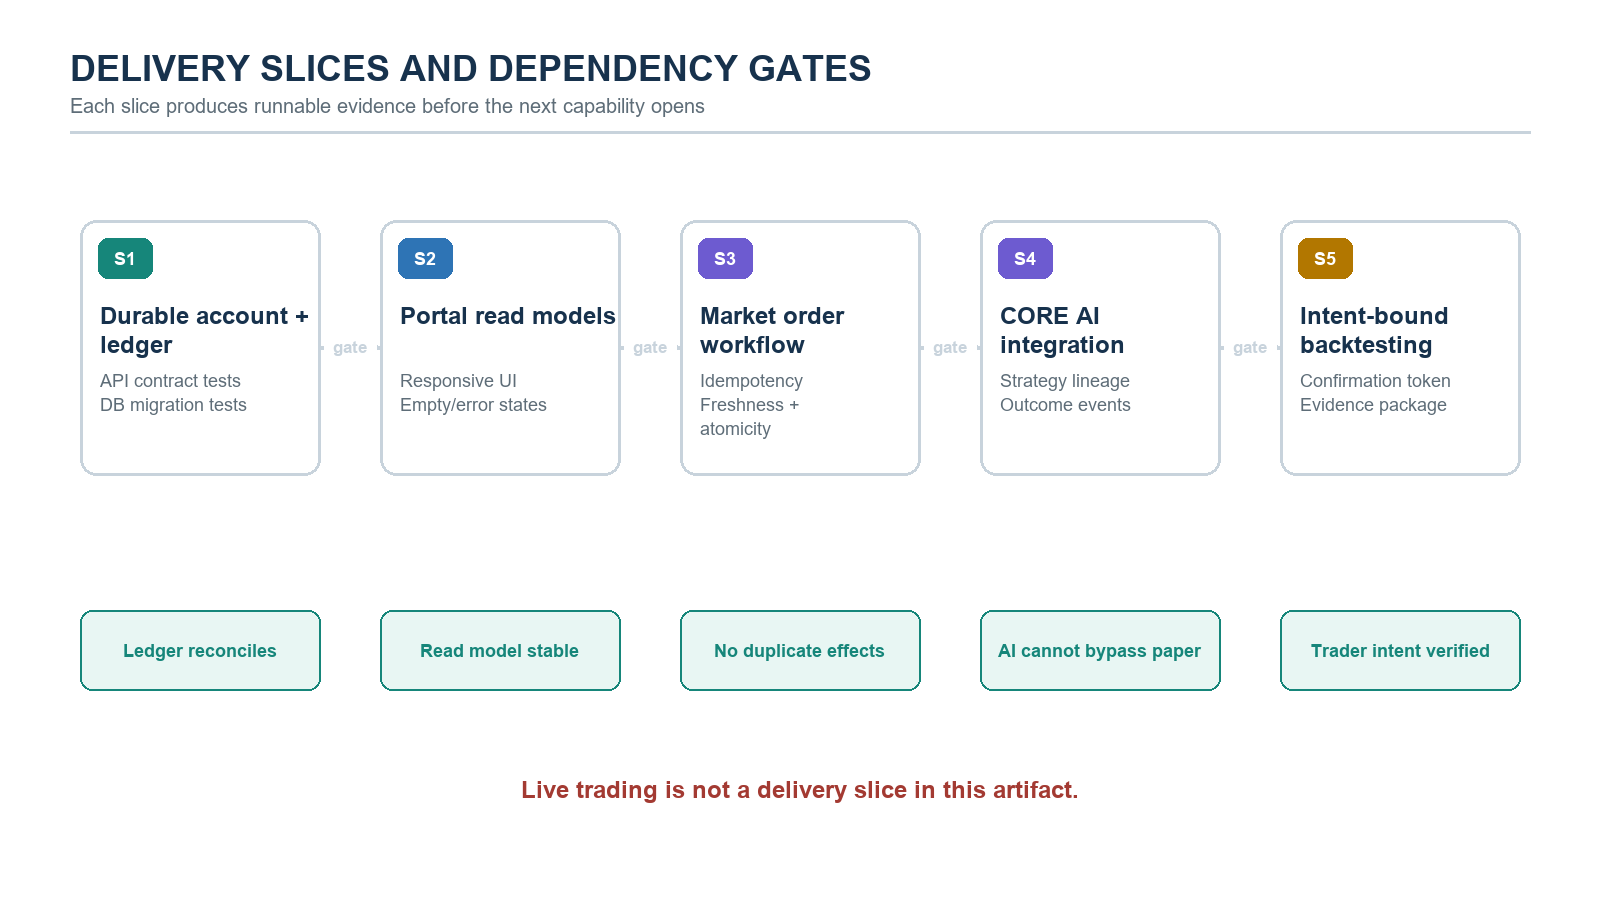 DELIVERY SLICES AND DEPENDENCY GATES
Each slice produces runnable evidence before the next capability opens
S1
Durable account +
ledger
API contract tests
DB migration tests
gate
S2
Portal read models
Responsive UI
Empty/error states
gate
S3
Market order
workflow
Idempotency
Freshness +
atomicity
gate
S4
CORE AI
integration
Strategy lineage
Outcome events
gate
S5
Intent-bound
backtesting
Confirmation token
Evidence package
Ledger reconciles
Read model stable
No duplicate effects
AI cannot bypass paper
Trader intent verified
Live trading is not a delivery slice in this artifact.